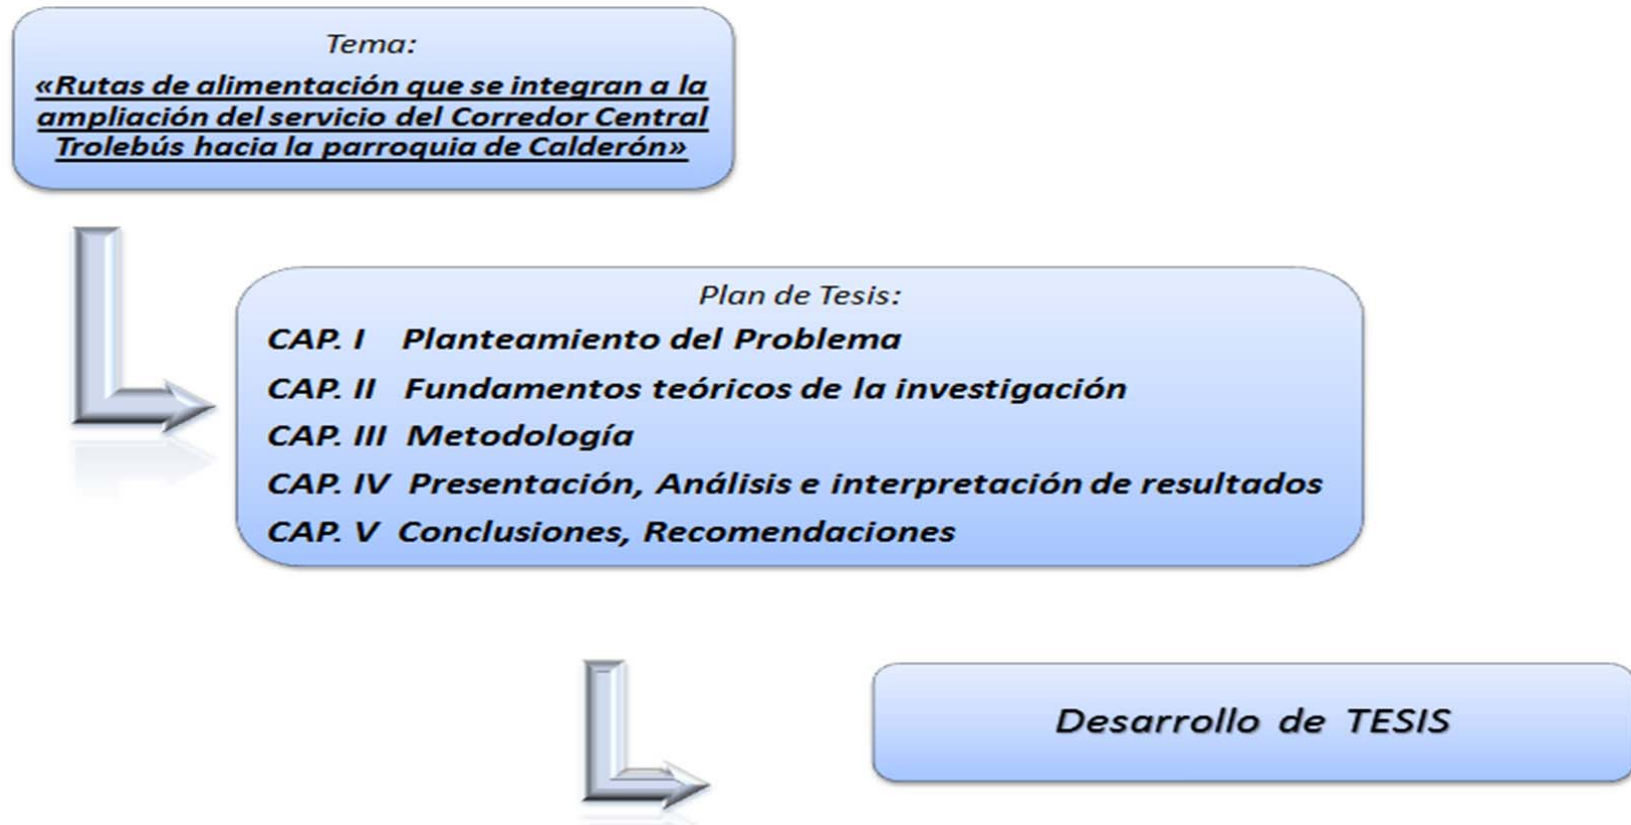 Tema:
«Rutas de alimentación que se integran a la
ampliación del servicio del Corredor Central
Trolebús hacia la parroquia de Calderón»
Plan de Tesis:
CAP. I Planteamiento del Problema
CAP. II Fundamentos teóricos de la investigación
CAP. III Metodología
CAP. IV Presentación, Análisis e interpretación de resultados
CAP. V Conclusiones, Recomendaciones
Desarrollo de TESIS